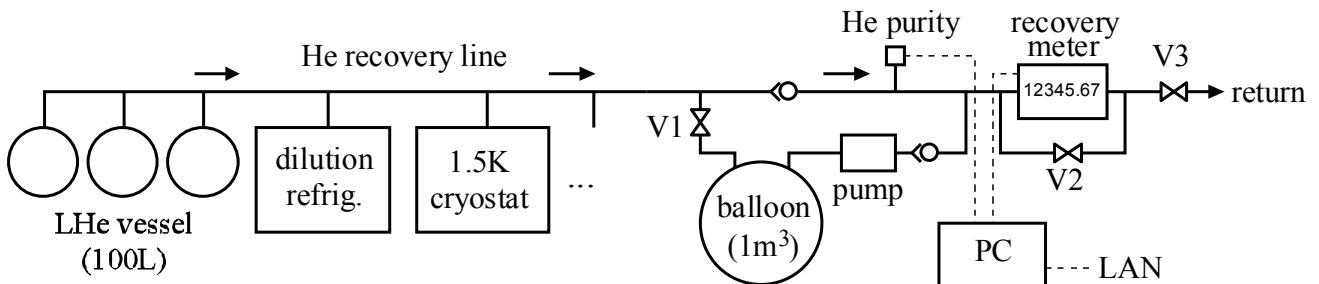 He purity
recovery
meter
V3
He recovery line
12345.67
return
V1
dilution
refrig.
1.5K
cryostat
...
pump
V2
LHe vessel
(100L)
balloon
(1m³)
PC
LAN